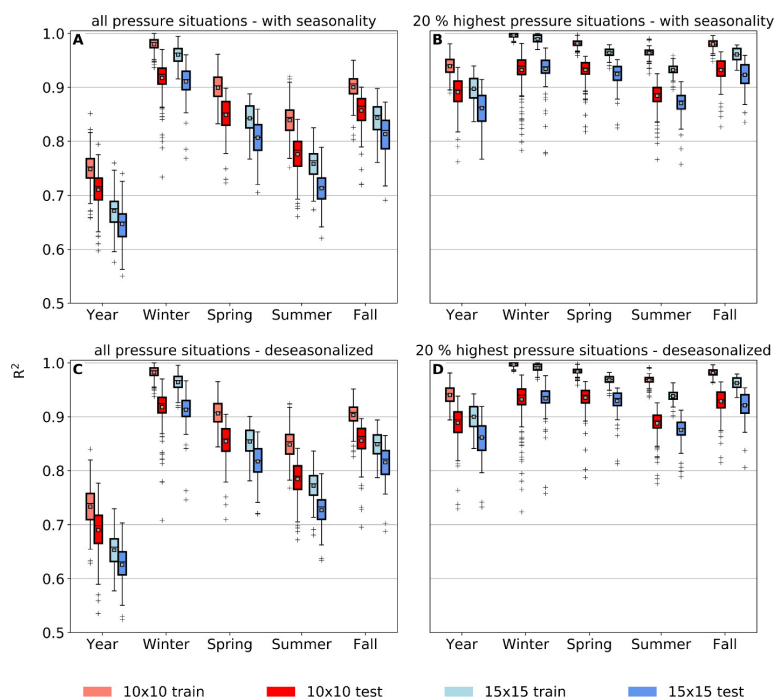 all pressure situations - with seasonality
20 % highest pressure situations - with seasonality
A
B
1.0
0.9
0.8
0.7
0.6
0.5
Year Winter Spring Summer Fall
Year Winter Spring Summer Fall
R²
all pressure situations - deseasonalized
20 % highest pressure situations - deseasonalized
C
D
1.0
0.9
0.8
0.7
0.6
0.5
Year Winter Spring Summer Fall
Year Winter Spring Summer Fall
10x10 train 10x10 test 15x15 train 15x15 test